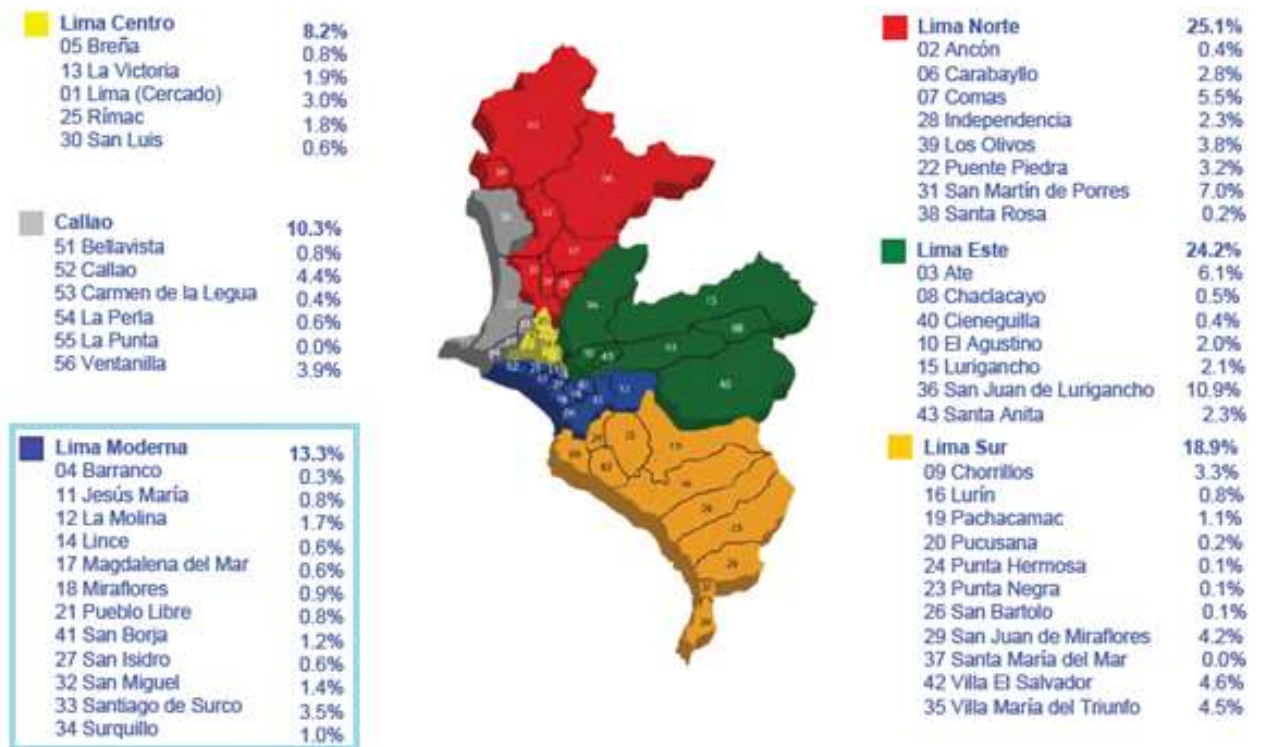 Lima Centro 8.2%
05 Breña 0.8%
13 La Victoria 1.9%
01 Lima (Cercado) 3.0%
25 Rímac 1.8%
30 San Luis 0.6%
Callao 10.3%
51 Bellavista 0.8%
52 Callao 4.4%
53 Carmen de la Legua 0.4%
54 La Perla 0.6%
55 La Punta 0.0%
56 Ventanilla 3.9%
Lima Moderna 13.3%
04 Barranco 0.3%
11 Jesús María 0.8%
12 La Molina 1.7%
14 Lince 0.6%
17 Magdalena del Mar 0.6%
18 Miraflores 0.9%
21 Pueblo Libre 0.8%
41 San Borja 1.2%
27 San Isidro 0.6%
32 San Miguel 1.4%
33 Santiago de Surco 3.5%
34 Surquillo 1.0%
Lima Norte 25.1%
02 Ancón 0.4%
06 Carabayllo 2.8%
07 Comas 5.5%
28 Independencia 2.3%
39 Los Olivos 3.8%
22 Puente Piedra 3.2%
31 San Martín de Porres 7.0%
38 Santa Rosa 0.2%
Lima Este 24.2%
03 Ate 6.1%
08 Chaclacayo 0.5%
40 Cieneguilla 0.4%
10 El Agustino 2.0%
15 Lurigancho 2.1%
36 San Juan de Lurigancho 10.9%
43 Santa Anita 2.3%
Lima Sur 18.9%
09 Chorrillos 3.3%
16 Lurín 0.8%
19 Pachacamac 1.1%
20 Pucusana 0.2%
24 Punta Hermosa 0.1%
23 Punta Negra 0.1%
26 San Bartolo 0.1%
29 San Juan de Miraflores 4.2%
37 Santa María del Mar 0.0%
42 Villa El Salvador 4.6%
35 Villa María del Triunfo 4.5%